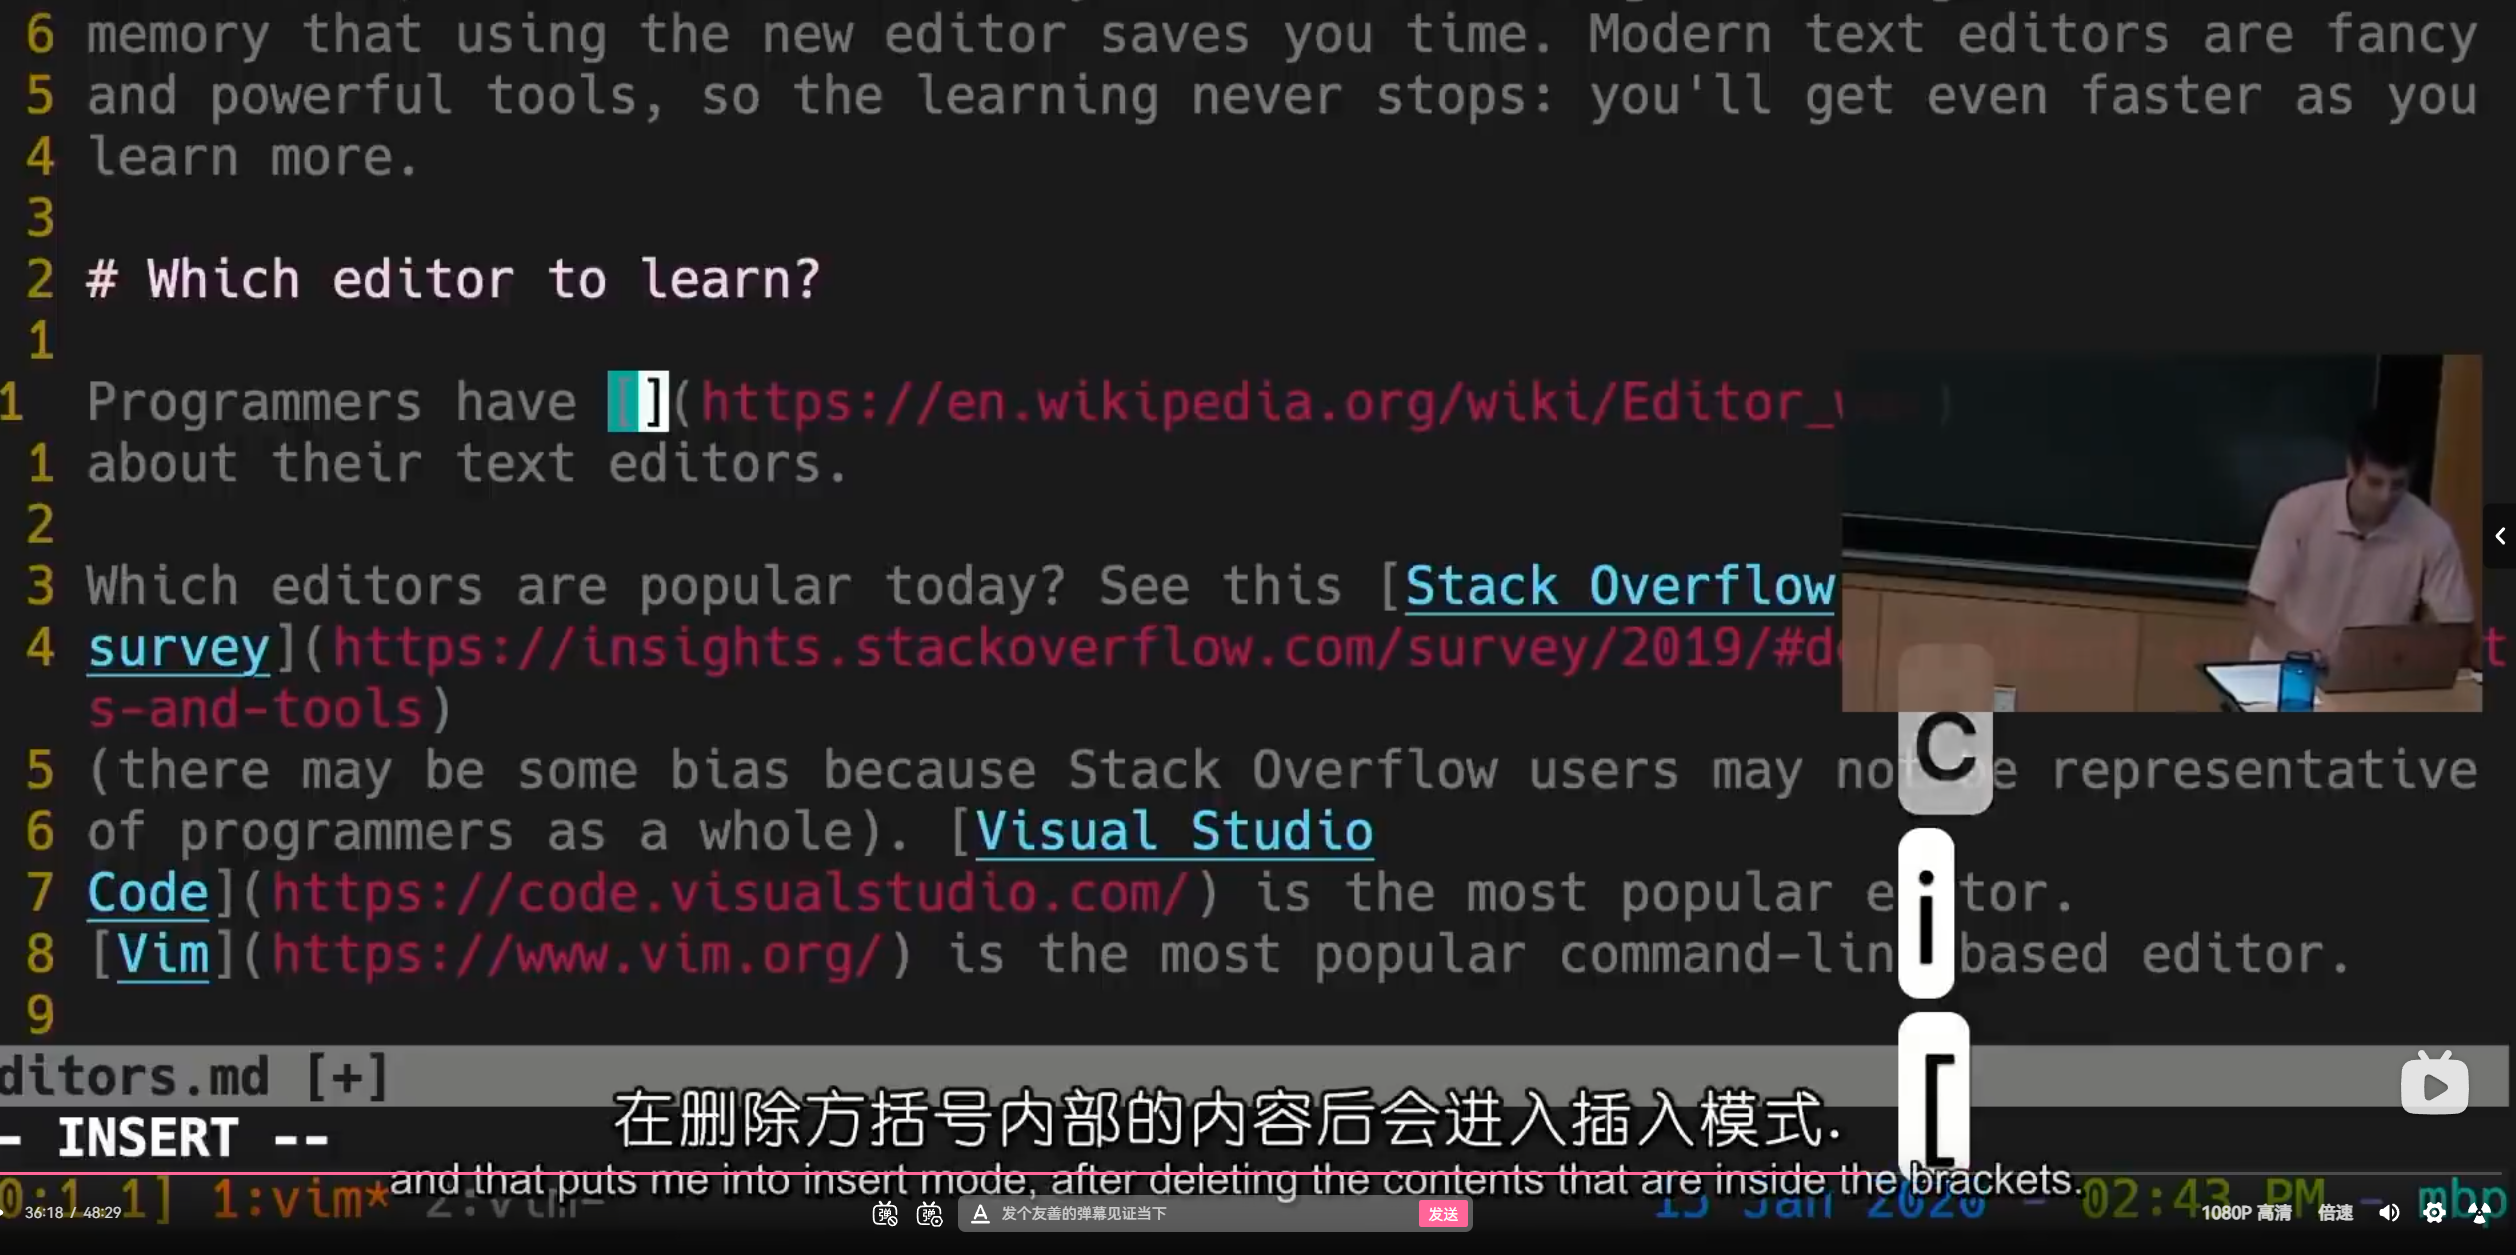 6 memory that using the new editor saves you time. Modern text editors are fancy
5 and powerful tools, so the learning never stops: you'll get even faster as you
4 learn more.
3
2 # Which editor to learn?
1
1 Programmers have [](https://en.wikipedia.org/wiki/Editor_ )
1 about their text editors.
2
3 Which editors are popular today? See this [Stack Overflow
4 survey](https://insights.stackoverflow.com/survey/2019/#d t
s-and-tools)
C
5 (there may be some bias because Stack Overflow users may not be representative
6 of programmers as a whole). [Visual Studio
i
7 Code](https://code.visualstudio.com/) is the most popular e tor.
8 [Vim](https://www.vim.org/) is the most popular command-lin based editor.
9
[
ditors.md [+]
在删除方括号内部的内容后会进入插入模式.
- INSERT --
and that puts me into insert mode, after deleting the contents that are inside the brackets.
0:1 1] 1:vim* 2:vim- 15 Jan 2020 - 02:43 PM - mbp
36:18 / 48:29 弹 弹 A 发个友善的弹幕见证当下 发送 1080P 高清 倍速